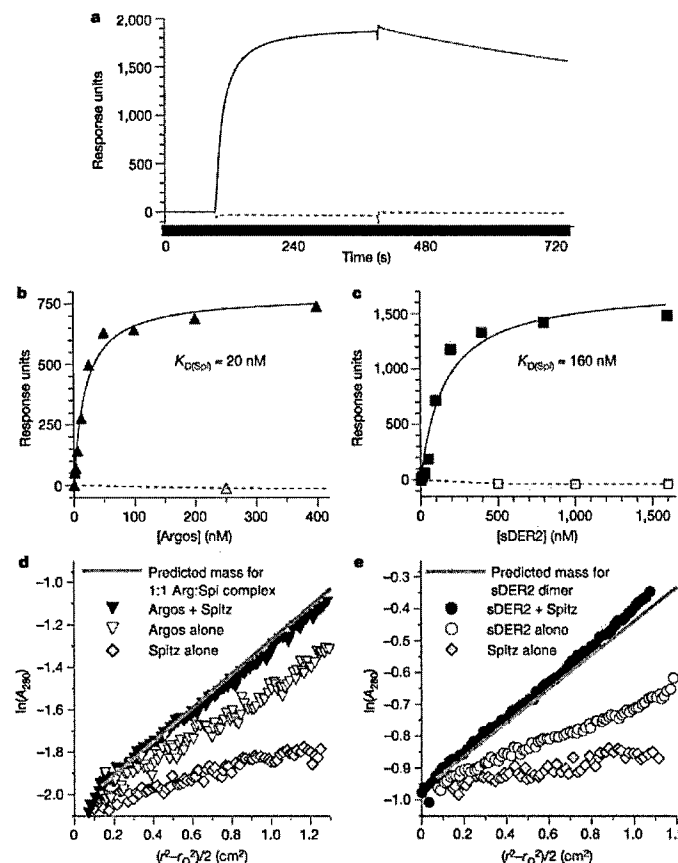 a
2,000
1,500
1,000
500
0
Response units
0 240 480 720
Time (s)
b
750
500
250
0
Response units
K_D(Spi) = 20 nM
0 100 200 300 400
[Argos] (nM)
c
1,500
1,000
500
0
Response units
K_D(Spi) = 160 nM
0 500 1,000 1,500
[sDER2] (nM)
d
−1.0
−1.2
−1.4
−1.6
−1.8
−2.0
ln(A280)
Predicted mass for
1:1 Arg:Spi complex
Argos + Spitz
Argos alone
Spitz alone
0 0.2 0.4 0.6 0.8 1.0 1.2
(r²–r₀²)/2 (cm²)
e
−0.3
−0.4
−0.5
−0.6
−0.7
−0.8
−0.9
−1.0
ln(A280)
Predicted mass for
sDER2 dimer
sDER2 + Spitz
sDER2 alone
Spitz alone
0 0.2 0.4 0.6 0.8 1.0 1.2
(r²–r₀²)/2 (cm²)